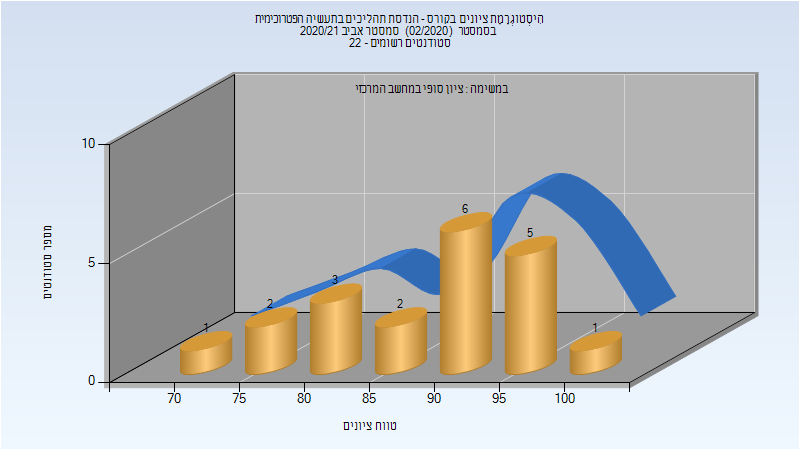 היסטוגרמת ציונים בקורס - הנדסת תהליכים בתעשיה הפטרוכימית
בסמסטר (02/2020) סמסטר אביב 2020/21
סטודנטים רשומים - 22
במשימה : ציון סופי במחשב המרכזי
מספר סטודנטים
10
5
0
1
2
3
2
6
5
1
70
75
80
85
90
95
100
טווח ציונים